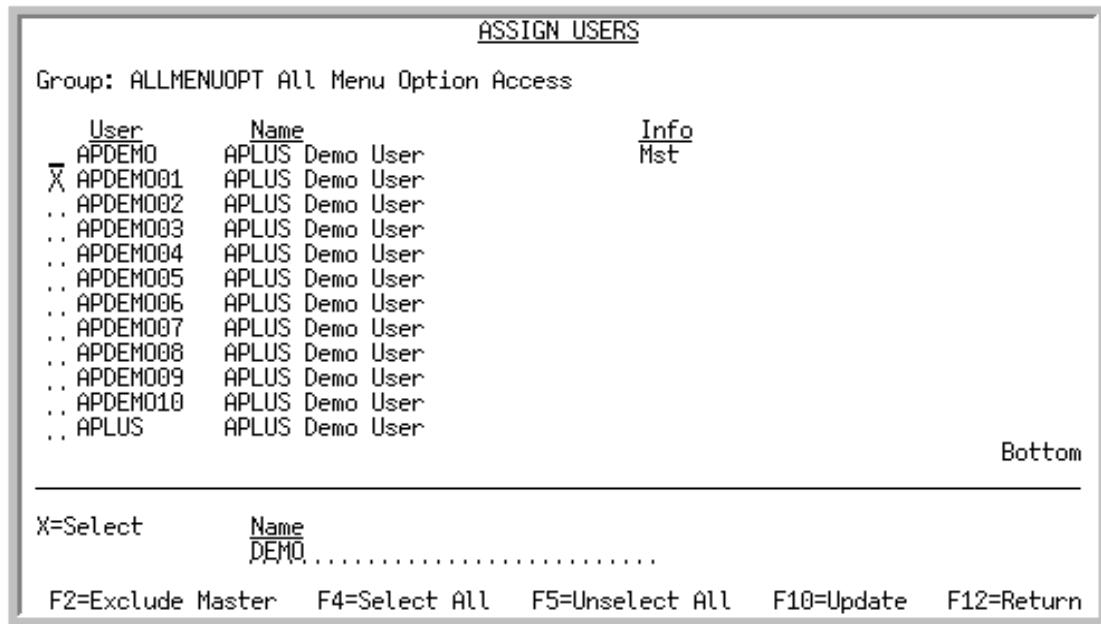 ASSIGN USERS
Group: ALLMENUOPT All Menu Option Access
User Name Info
APDEMO APLUS Demo User Mst
X APDEMO01 APLUS Demo User
APDEMO02 APLUS Demo User
APDEMO03 APLUS Demo User
APDEMO04 APLUS Demo User
APDEMO05 APLUS Demo User
APDEMO06 APLUS Demo User
APDEMO07 APLUS Demo User
APDEMO08 APLUS Demo User
APDEMO09 APLUS Demo User
APDEMO10 APLUS Demo User
APLUS APLUS Demo User
Bottom
X=Select Name
DEMO
F2=Exclude Master F4=Select All F5=Unselect All F10=Update F12=Return